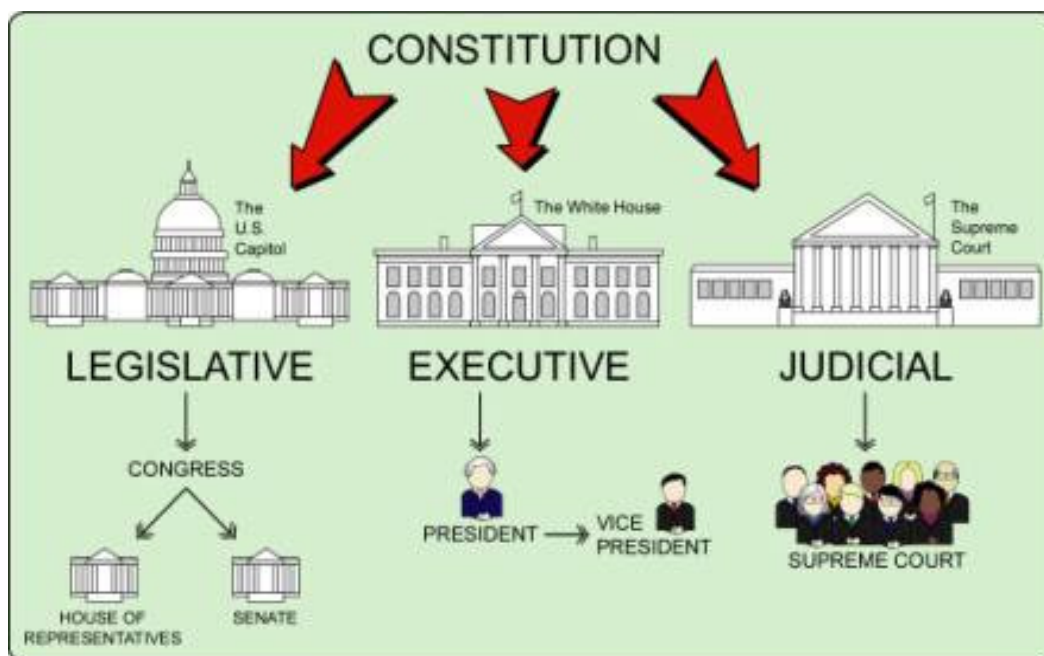 CONSTITUTION
The
U.S.
Capitol
The White House
The
Supreme
Court
LEGISLATIVE
EXECUTIVE
JUDICIAL
CONGRESS
PRESIDENT
VICE
PRESIDENT
SUPREME COURT
HOUSE OF
REPRESENTATIVES
SENATE